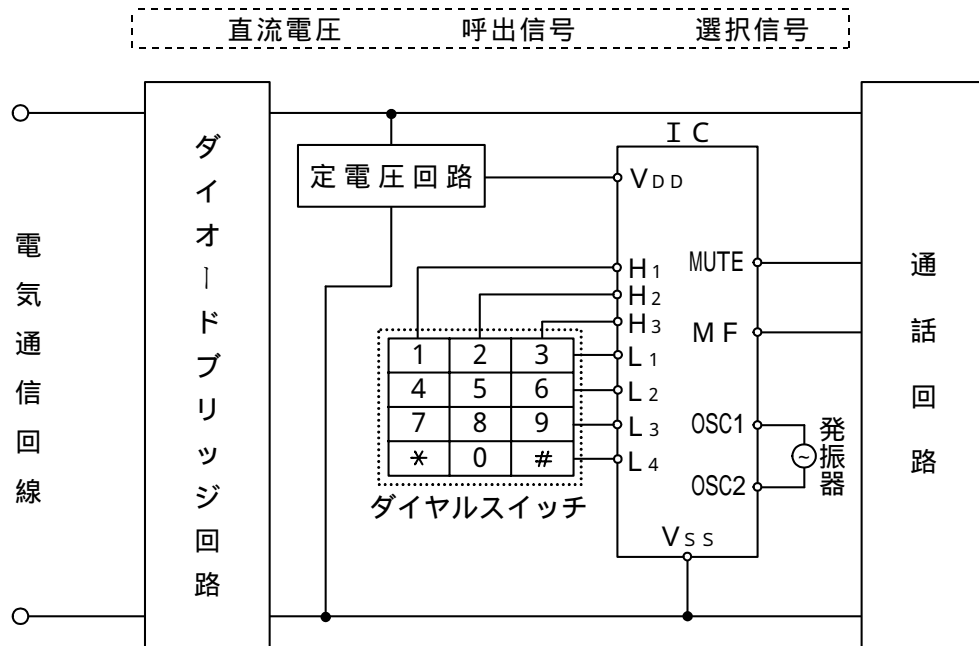 直流電圧 呼出信号 選択信号
電気通信回線
ダイオードブリッジ回路
定電圧回路
IC
VDD
H1
H2
H3
L1
L2
L3
L4
MUTE
MF
OSC1
OSC2
VSS
1 2 3
4 5 6
7 8 9
* 0 #
ダイヤルスイッチ
発振器
~
通話回路